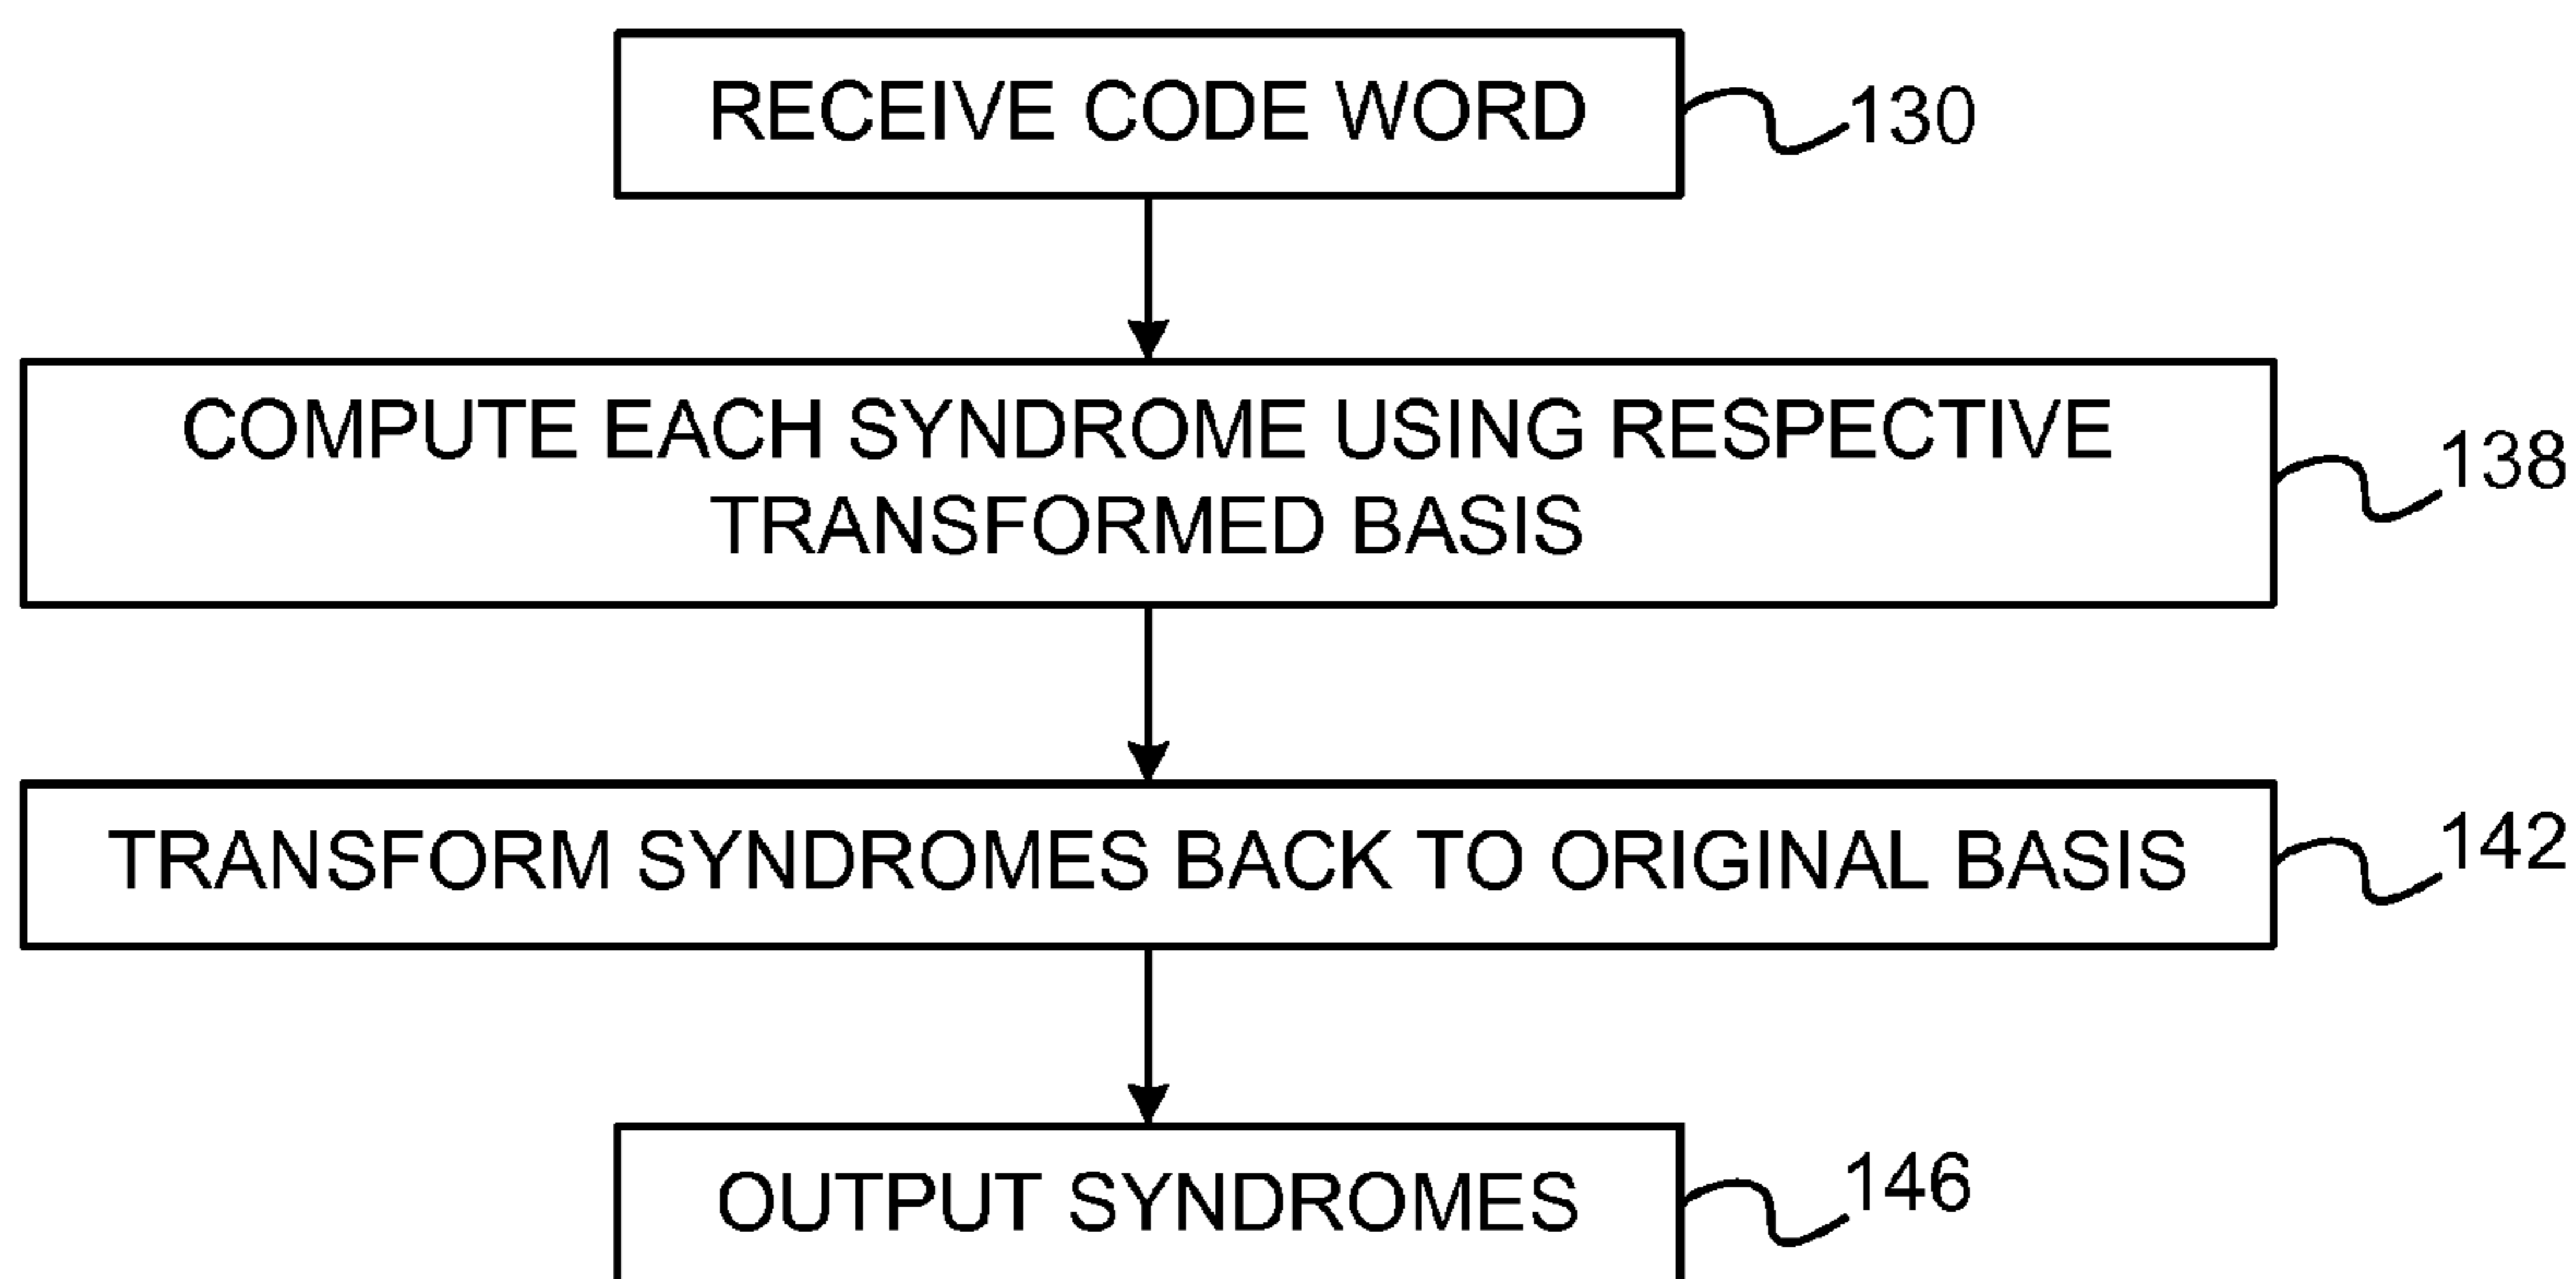 RECEIVE CODE WORD
130
COMPUTE EACH SYNDROME USING RESPECTIVE
TRANSFORMED BASIS
138
TRANSFORM SYNDROMES BACK TO ORIGINAL BASIS
142
OUTPUT SYNDROMES
146